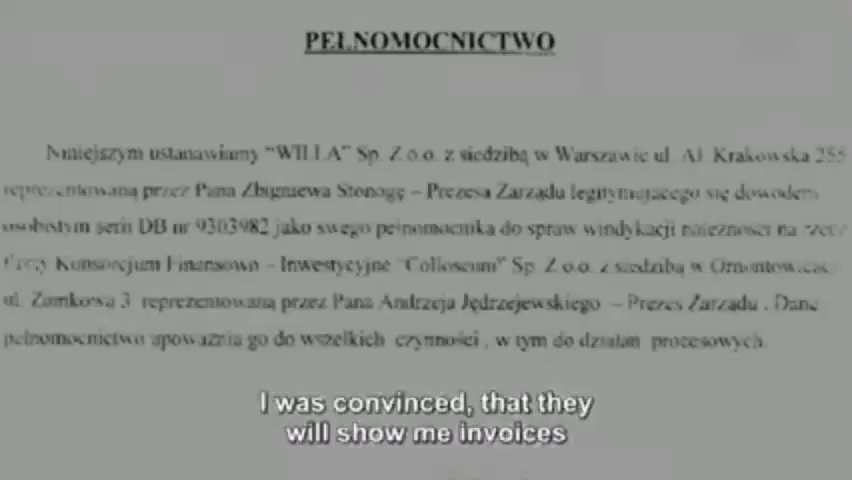 PEŁNOMOCNICTWO
Niniejszym ustanawiamy "WILLA" Sp. Z o.o. z siedzibą w Warszawie ul. Al. Krakowska 255
reprezentowaną przez Pana Zbigniewa Stonogę – Prezesa Zarządu legitymującego się dowodem
osobistym serii DB nr 9303982 jako swego pełnomocnika do spraw windykacji należności na rzecz
firmy Konsorcjum Finansowo – Inwestycyjne "Colloseum" Sp. Z o.o. z siedzibą w
ul. Zamkowa 3 reprezentowaną przez Pana Andrzeja Jędrzejewskiego – Prezes Zarządu . Dane
pełnomocnictwo upoważnia go do wszelkich czynności , w tym do działań procesowych.
I was convinced, that they
will show me invoices